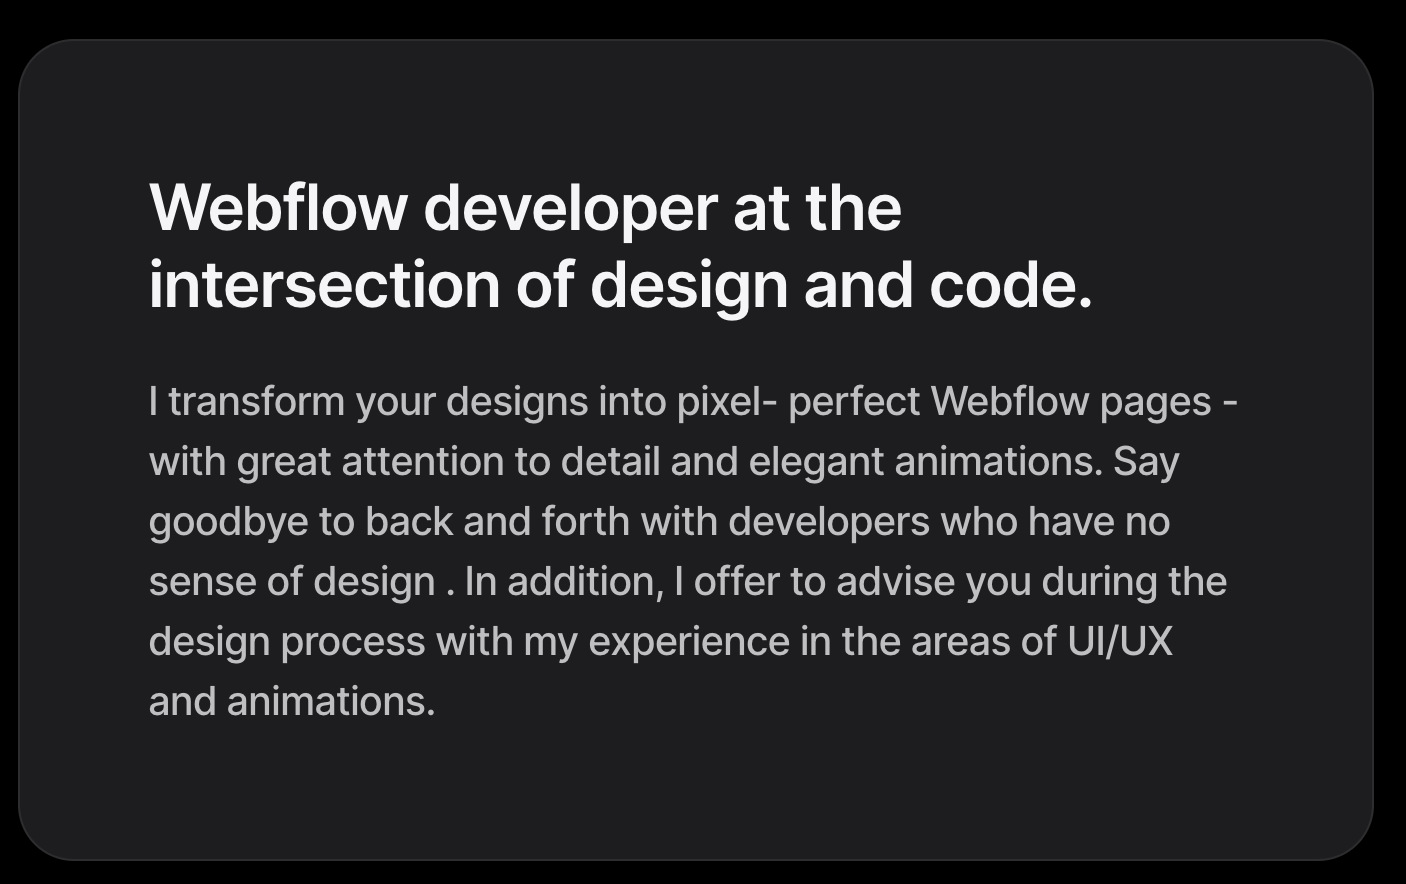 Webflow developer at the
intersection of design and code.
I transform your designs into pixel- perfect Webflow pages -
with great attention to detail and elegant animations. Say
goodbye to back and forth with developers who have no
sense of design . In addition, I offer to advise you during the
design process with my experience in the areas of UI/UX
and animations.